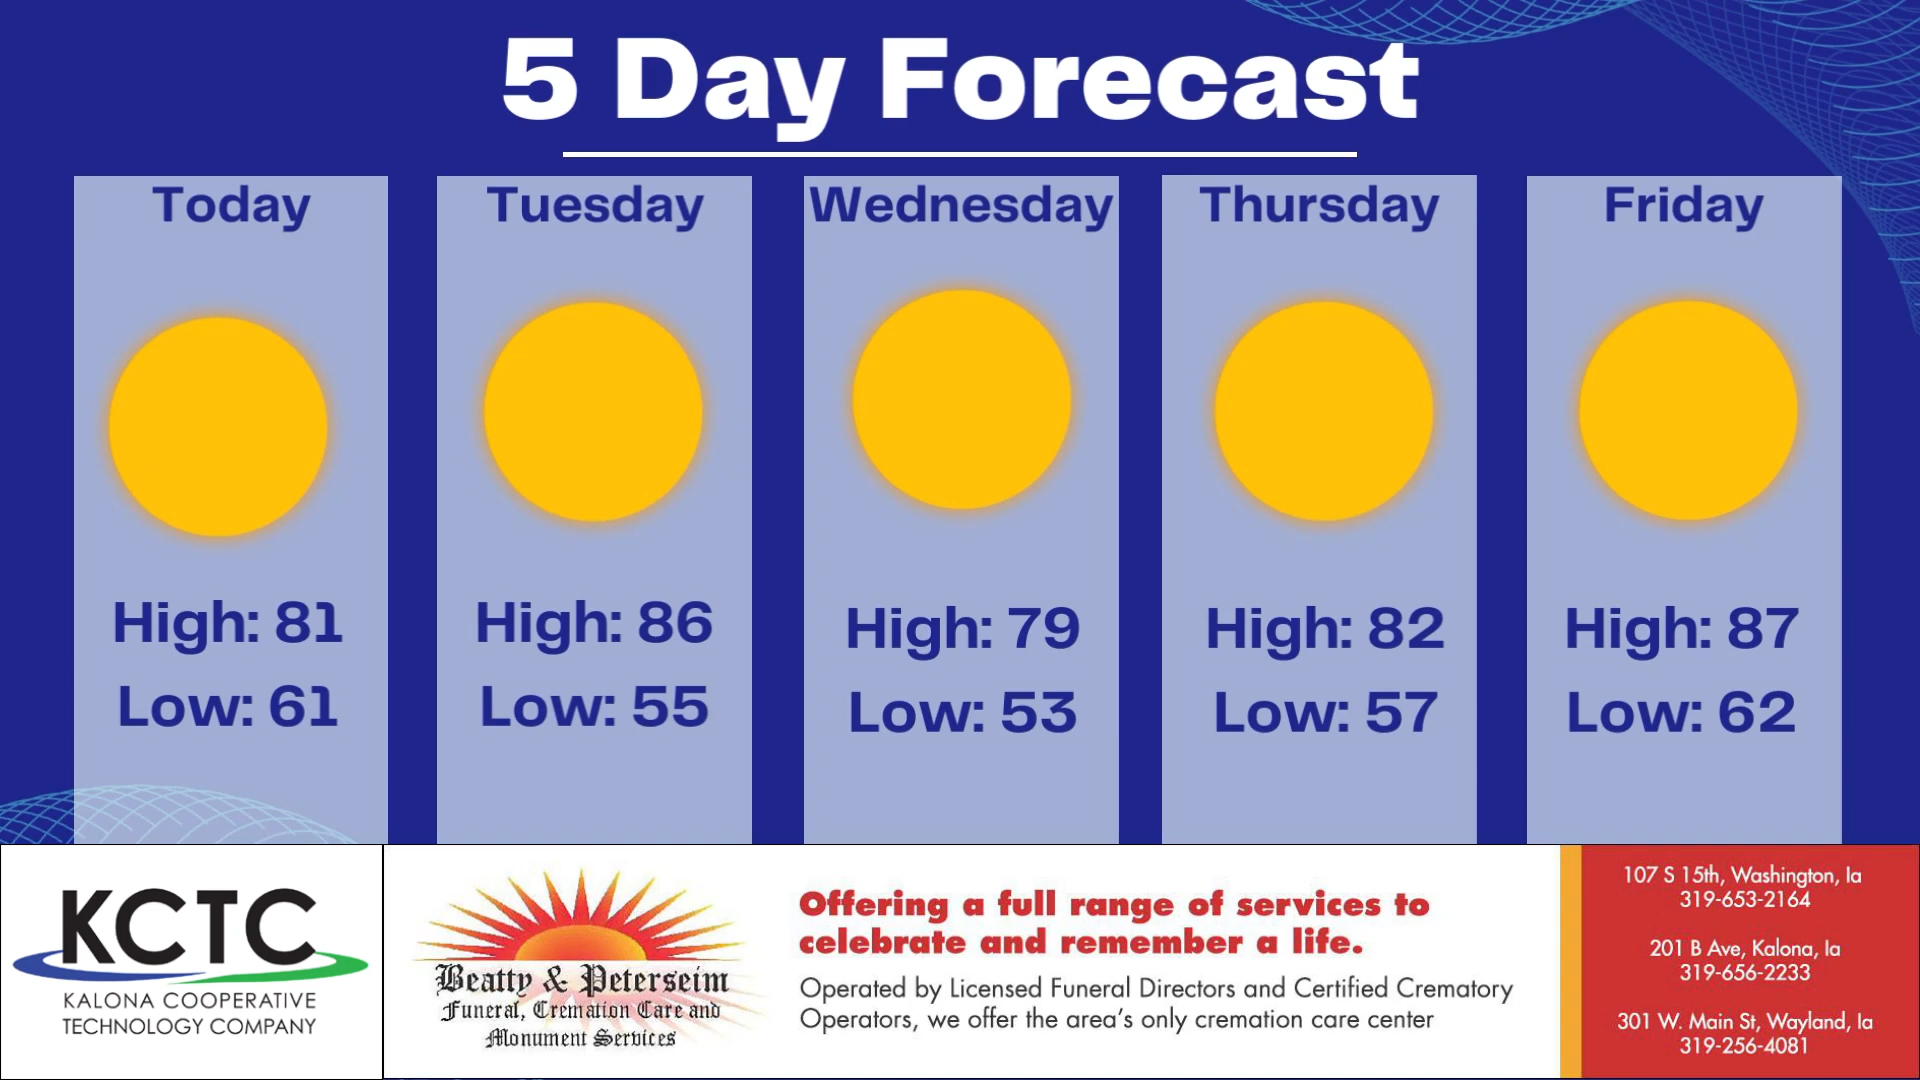 5 Day Forecast
Today
High: 81
Low: 61
Tuesday
High: 86
Low: 55
Wednesday
High: 79
Low: 53
Thursday
High: 82
Low: 57
Friday
High: 87
Low: 62
KCTC
KALONA COOPERATIVE
TECHNOLOGY COMPANY
Beatty & Peterseim
Funeral, Cremation Care and
Monument Services
Offering a full range of services to
celebrate and remember a life.
Operated by Licensed Funeral Directors and Certified Crematory
Operators, we offer the area's only cremation care center
107 S 15th, Washington, Ia
319-653-2164
201 B Ave, Kalona, Ia
319-656-2233
301 W. Main St, Wayland, Ia
319-256-4081